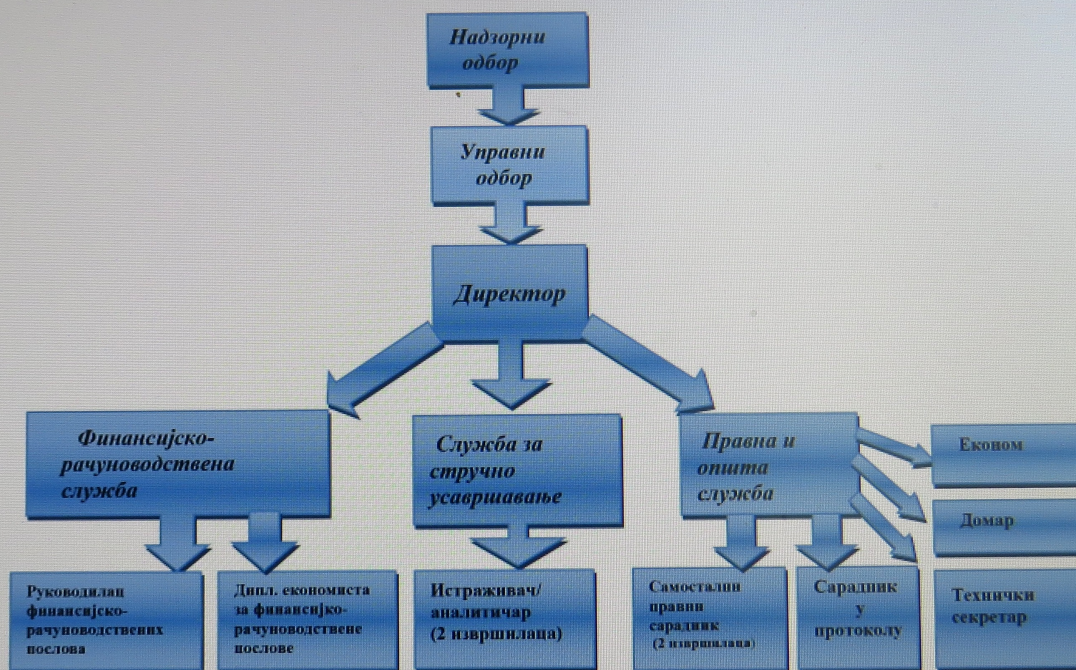 Надзорни
одбор
Управни
одбор
Директор
Финансијско-
рачуноводствена
служба
Служба за
стручно
усавршавање
Правна и
општа
служба
Економ
Домар
Руководилац
финансијско-
рачуноводствених
послова
Дипл. економиста
за финансијко-
рачуноводствене
послове
Истраживач/
аналитичар
(2 извршилаца)
Самостални
правни
сарадник
(2 извршилаца)
Сарадник
у
протоколу
Технички
секретар